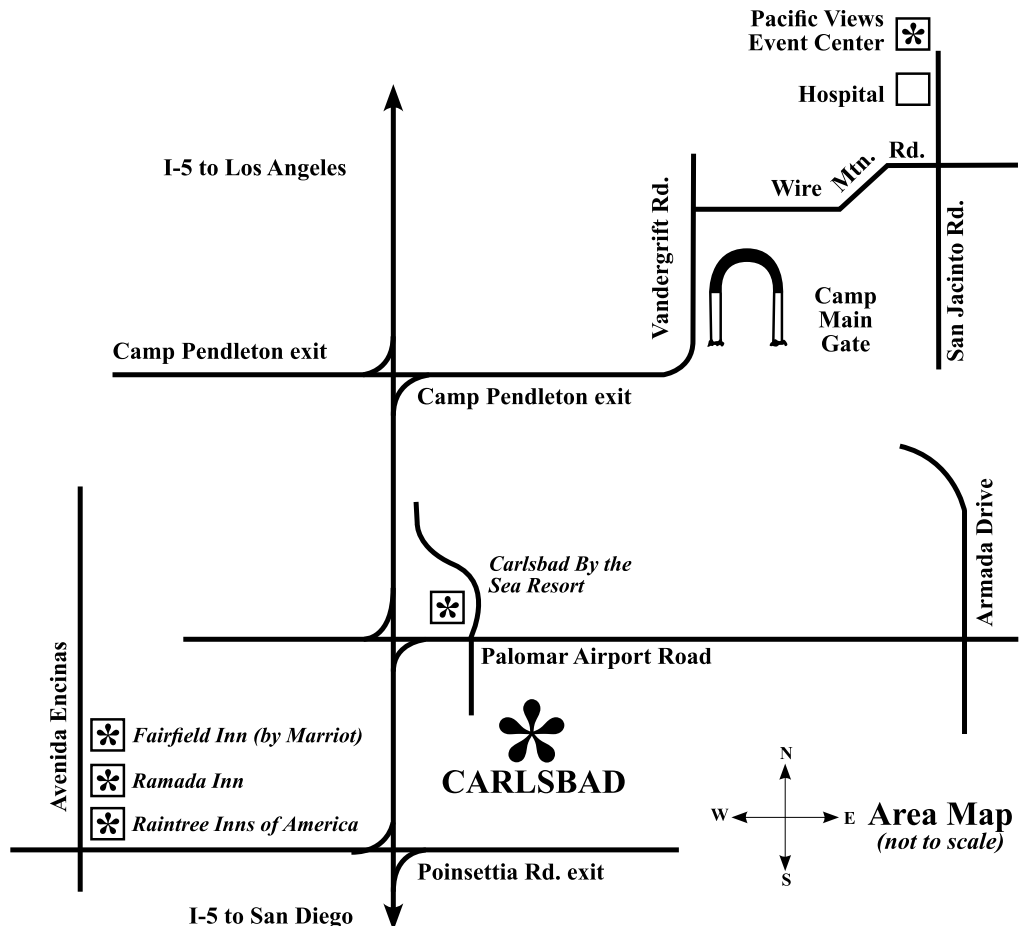 Pacific Views
Event Center
Hospital
I-5 to Los Angeles
Wire Mtn. Rd.
Vandergrift Rd.
San Jacinto Rd.
Camp
Main
Gate
Camp Pendleton exit
Camp Pendleton exit
Carlsbad By the
Sea Resort
Armada Drive
Palomar Airport Road
Avenida Encinas
Fairfield Inn (by Marriot)
Ramada Inn
Raintree Inns of America
CARLSBAD
N
W
E
S
Area Map
(not to scale)
Poinsettia Rd. exit
I-5 to San Diego